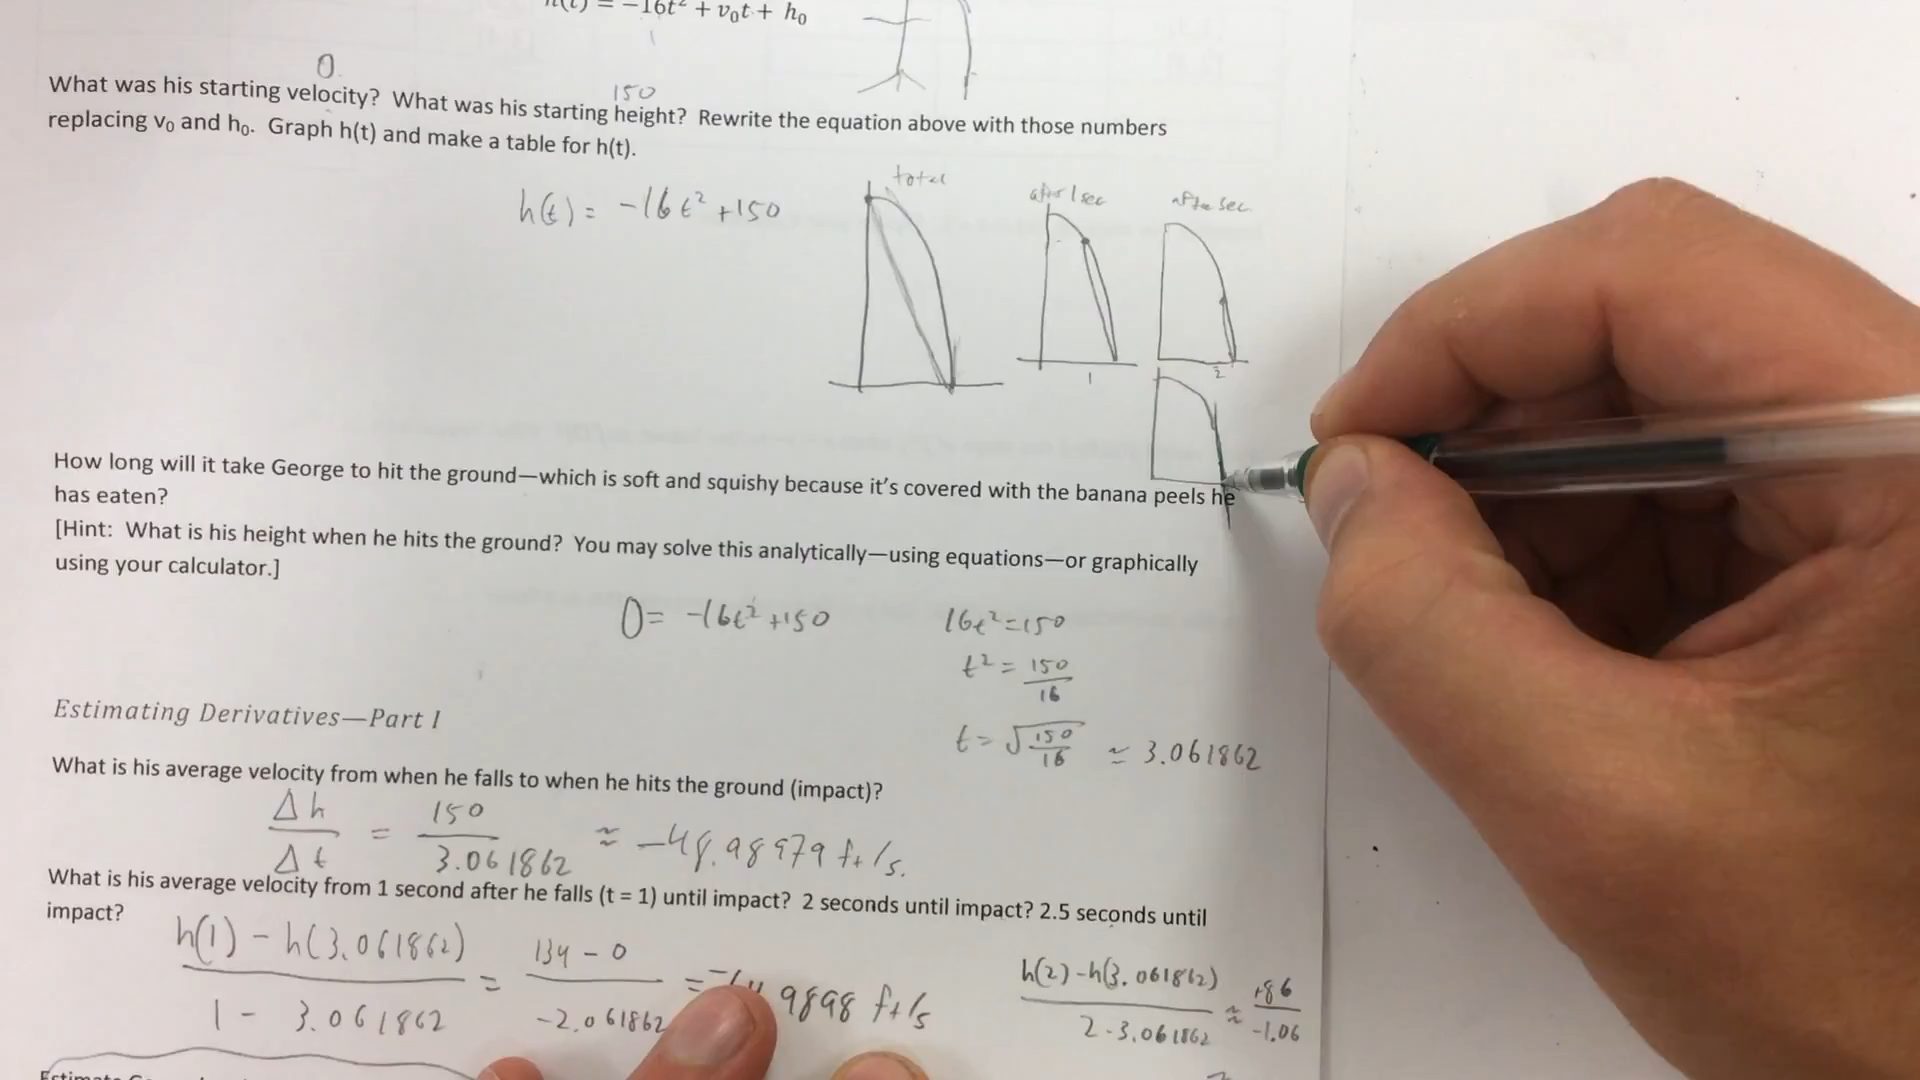 h(t) = −16t² + v₀t + h₀
0
150
What was his starting velocity? What was his starting height? Rewrite the equation above with those numbers
replacing v₀ and h₀. Graph h(t) and make a table for h(t).
h(t) = -16t² +150
total
after 1 sec
after sec.
1
2
How long will it take George to hit the ground—which is soft and squishy because it's covered with the banana peels he
has eaten?
[Hint: What is his height when he hits the ground? You may solve this analytically—using equations—or graphically
using your calculator.]
0= -16t² +150
16t²=150
t² = 150/16
t = √150/16 ≃ 3.061862
Estimating Derivatives—Part I
What is his average velocity from when he falls to when he hits the ground (impact)?
Δh/Δt = 150/3.061862 ≈ -48.98979 ft/s.
What is his average velocity from 1 second after he falls (t = 1) until impact? 2 seconds until impact? 2.5 seconds until
impact?
h(1) - h(3.061862)/1 - 3.061862 = 134 - 0/-2.061862 = 9898 ft/s
h(2)-h(3.061862)/2-3.061862 ≈ +86/-1.06